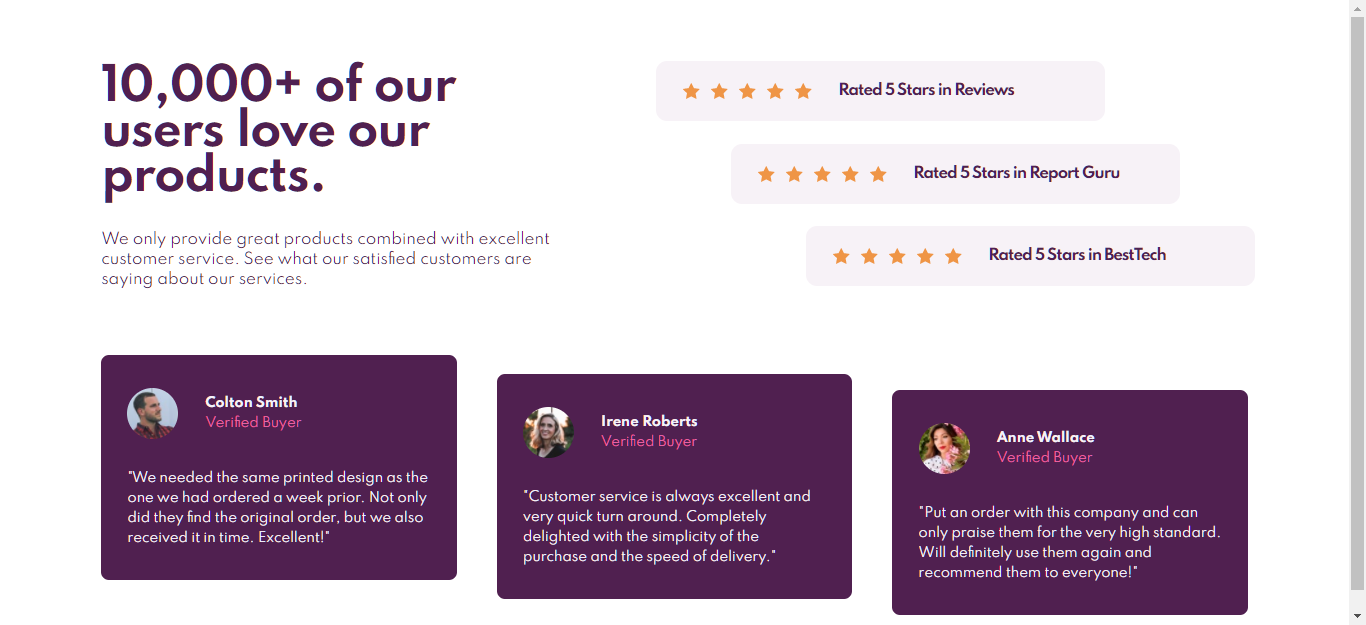 10,000+ of our
users love our
products.
We only provide great products combined with excellent
customer service. See what our satisfied customers are
saying about our services.
Rated 5 Stars in Reviews
Rated 5 Stars in Report Guru
Rated 5 Stars in BestTech
Colton Smith
Verified Buyer
"We needed the same printed design as the
one we had ordered a week prior. Not only
did they find the original order, but we also
received it in time. Excellent!"
Irene Roberts
Verified Buyer
"Customer service is always excellent and
very quick turn around. Completely
delighted with the simplicity of the
purchase and the speed of delivery."
Anne Wallace
Verified Buyer
"Put an order with this company and can
only praise them for the very high standard.
Will definitely use them again and
recommend them to everyone!"